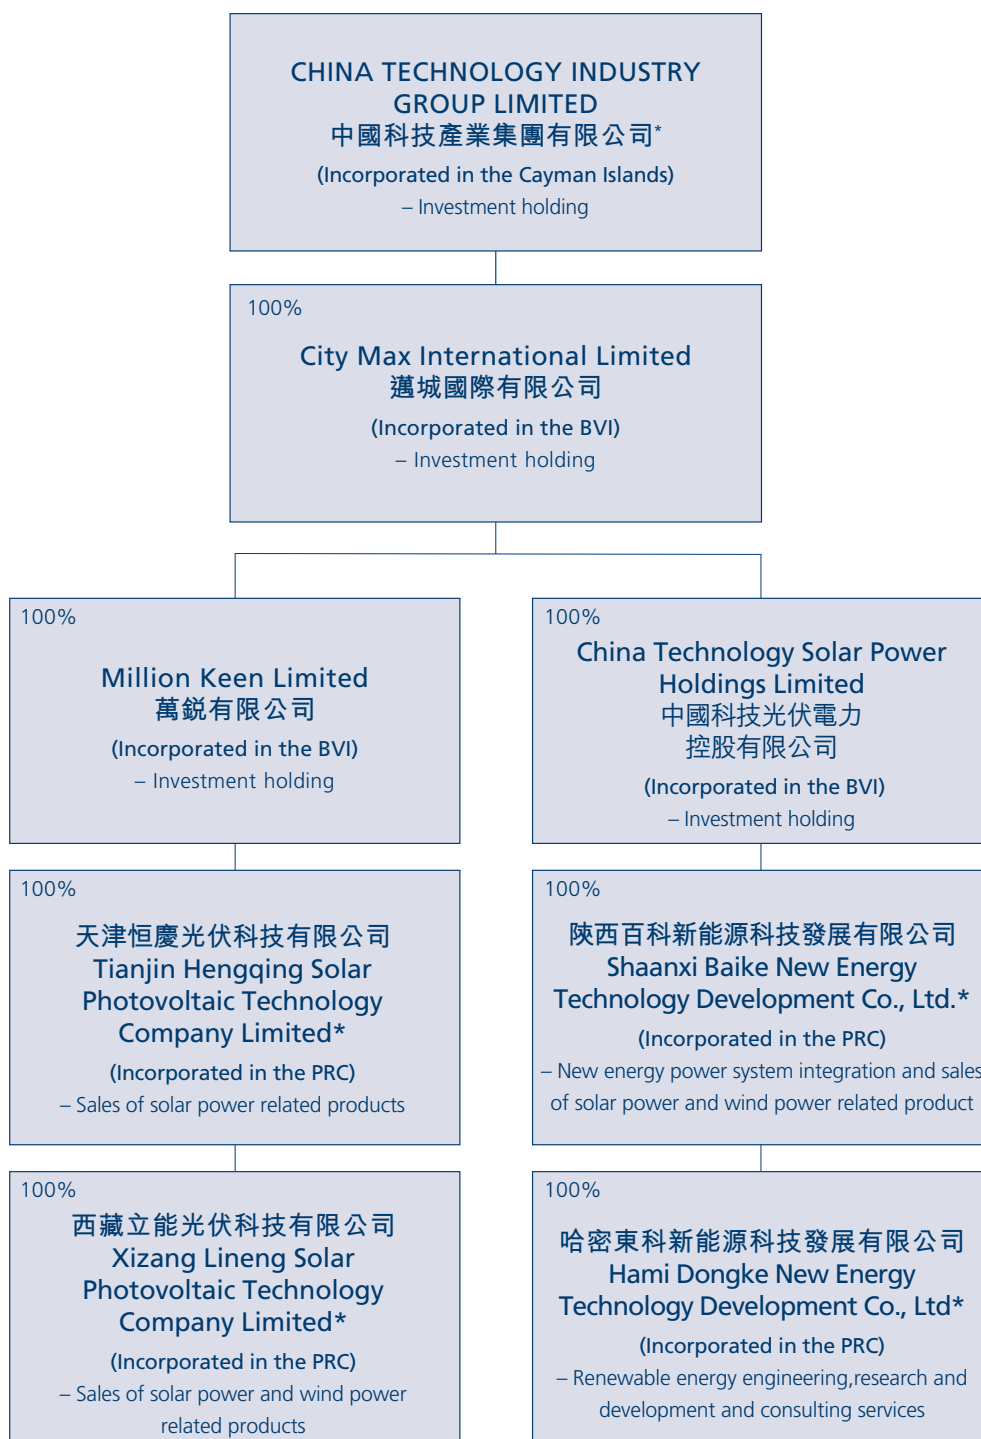 CHINA TECHNOLOGY INDUSTRY
GROUP LIMITED
中國科技產業集團有限公司*
(Incorporated in the Cayman Islands)
– Investment holding
100%
City Max International Limited
邁城國際有限公司
(Incorporated in the BVI)
– Investment holding
100%
Million Keen Limited
萬鋭有限公司
(Incorporated in the BVI)
– Investment holding
100%
China Technology Solar Power
Holdings Limited
中國科技光伏電力
控股有限公司
(Incorporated in the BVI)
– Investment holding
100%
天津恒慶光伏科技有限公司
Tianjin Hengqing Solar
Photovoltaic Technology
Company Limited*
(Incorporated in the PRC)
– Sales of solar power related products
100%
陝西百科新能源科技發展有限公司
Shaanxi Baike New Energy
Technology Development Co., Ltd.*
(Incorporated in the PRC)
– New energy power system integration and sales
of solar power and wind power related product
100%
西藏立能光伏科技有限公司
Xizang Lineng Solar
Photovoltaic Technology
Company Limited*
(Incorporated in the PRC)
– Sales of solar power and wind power
related products
100%
哈密東科新能源科技發展有限公司
Hami Dongke New Energy
Technology Development Co., Ltd*
(Incorporated in the PRC)
– Renewable energy engineering,research and
development and consulting services